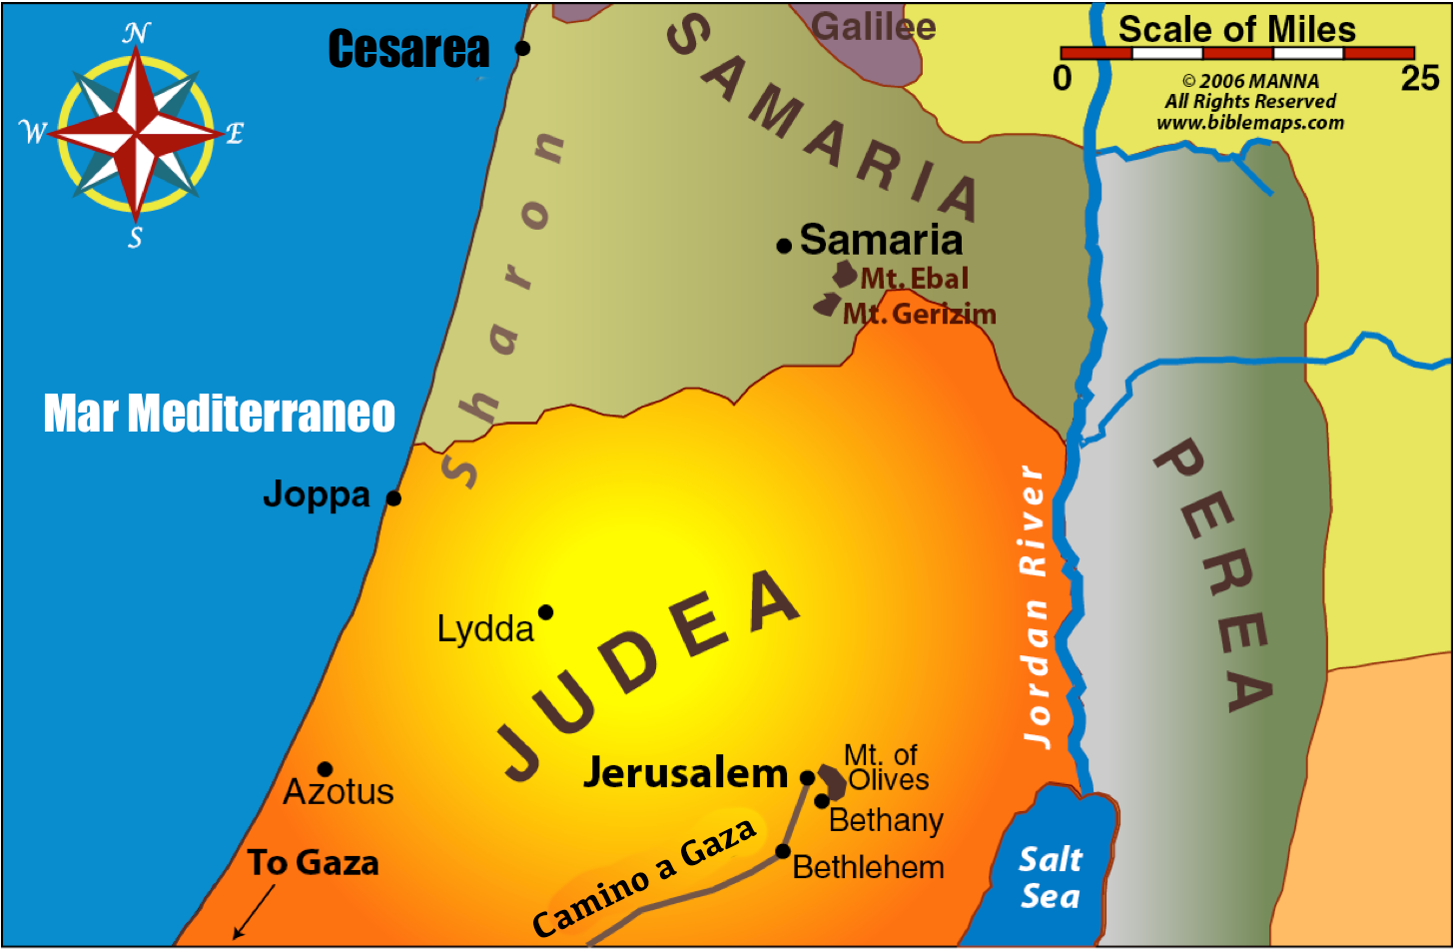 N
W
E
S
Cesarea
Galilee
Scale of Miles
0
25
© 2006 MANNA
All Rights Reserved
www.biblemaps.com
SAMARIA
Sharon
Samaria
Mt. Ebal
Mt. Gerizim
Mar Mediterraneo
Joppa
PEREA
Jordan River
Lydda
JUDEA
Azotus
Jerusalem
Mt. of
Olives
Bethany
Bethlehem
Camino a Gaza
To Gaza
Salt
Sea